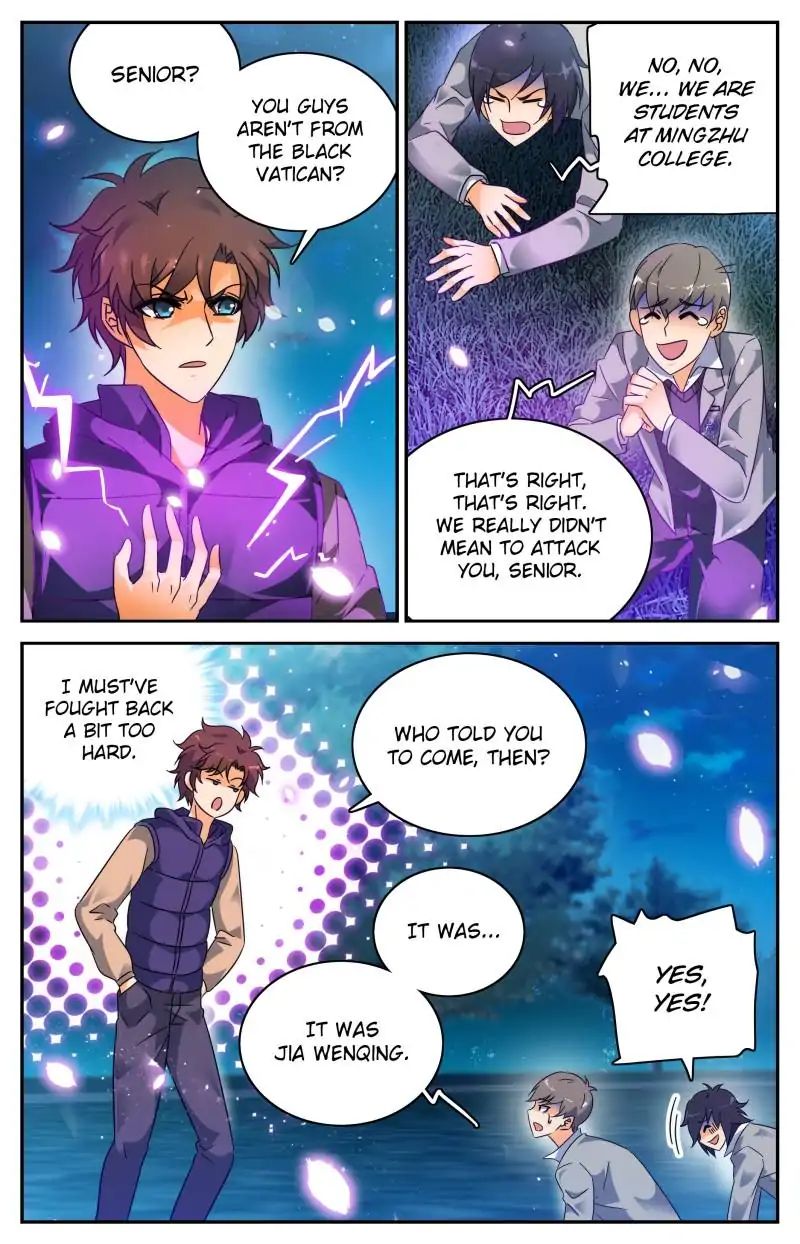 SENIOR?
YOU GUYS
AREN'T FROM
THE BLACK
VATICAN?
NO, NO,
WE... WE ARE
STUDENTS
AT MINGZHU
COLLEGE.
THAT'S RIGHT,
THAT'S RIGHT.
WE REALLY DIDN'T
MEAN TO ATTACK
YOU, SENIOR.
I MUST'VE
FOUGHT BACK
A BIT TOO
HARD.
WHO TOLD YOU
TO COME, THEN?
IT WAS...
IT WAS
JIA WENQING.
YES,
YES!